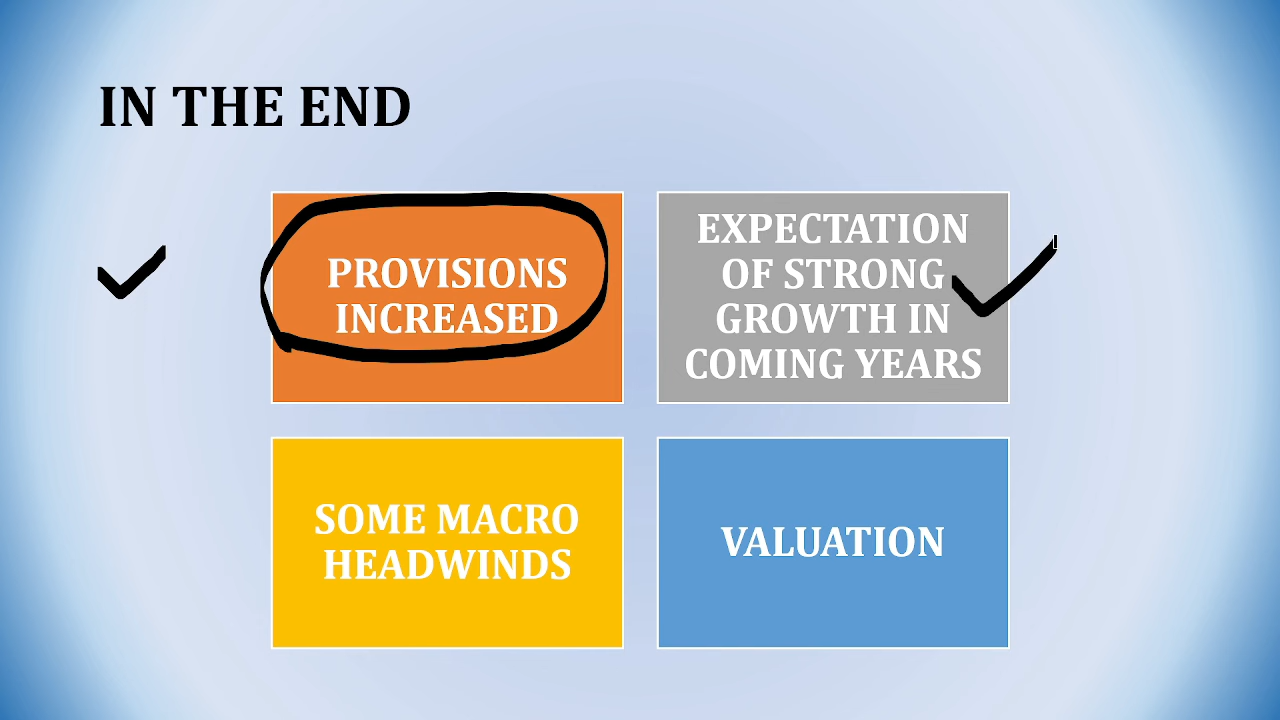 IN THE END
PROVISIONS
INCREASED
EXPECTATION
OF STRONG
GROWTH IN
COMING YEARS
SOME MACRO
HEADWINDS
VALUATION